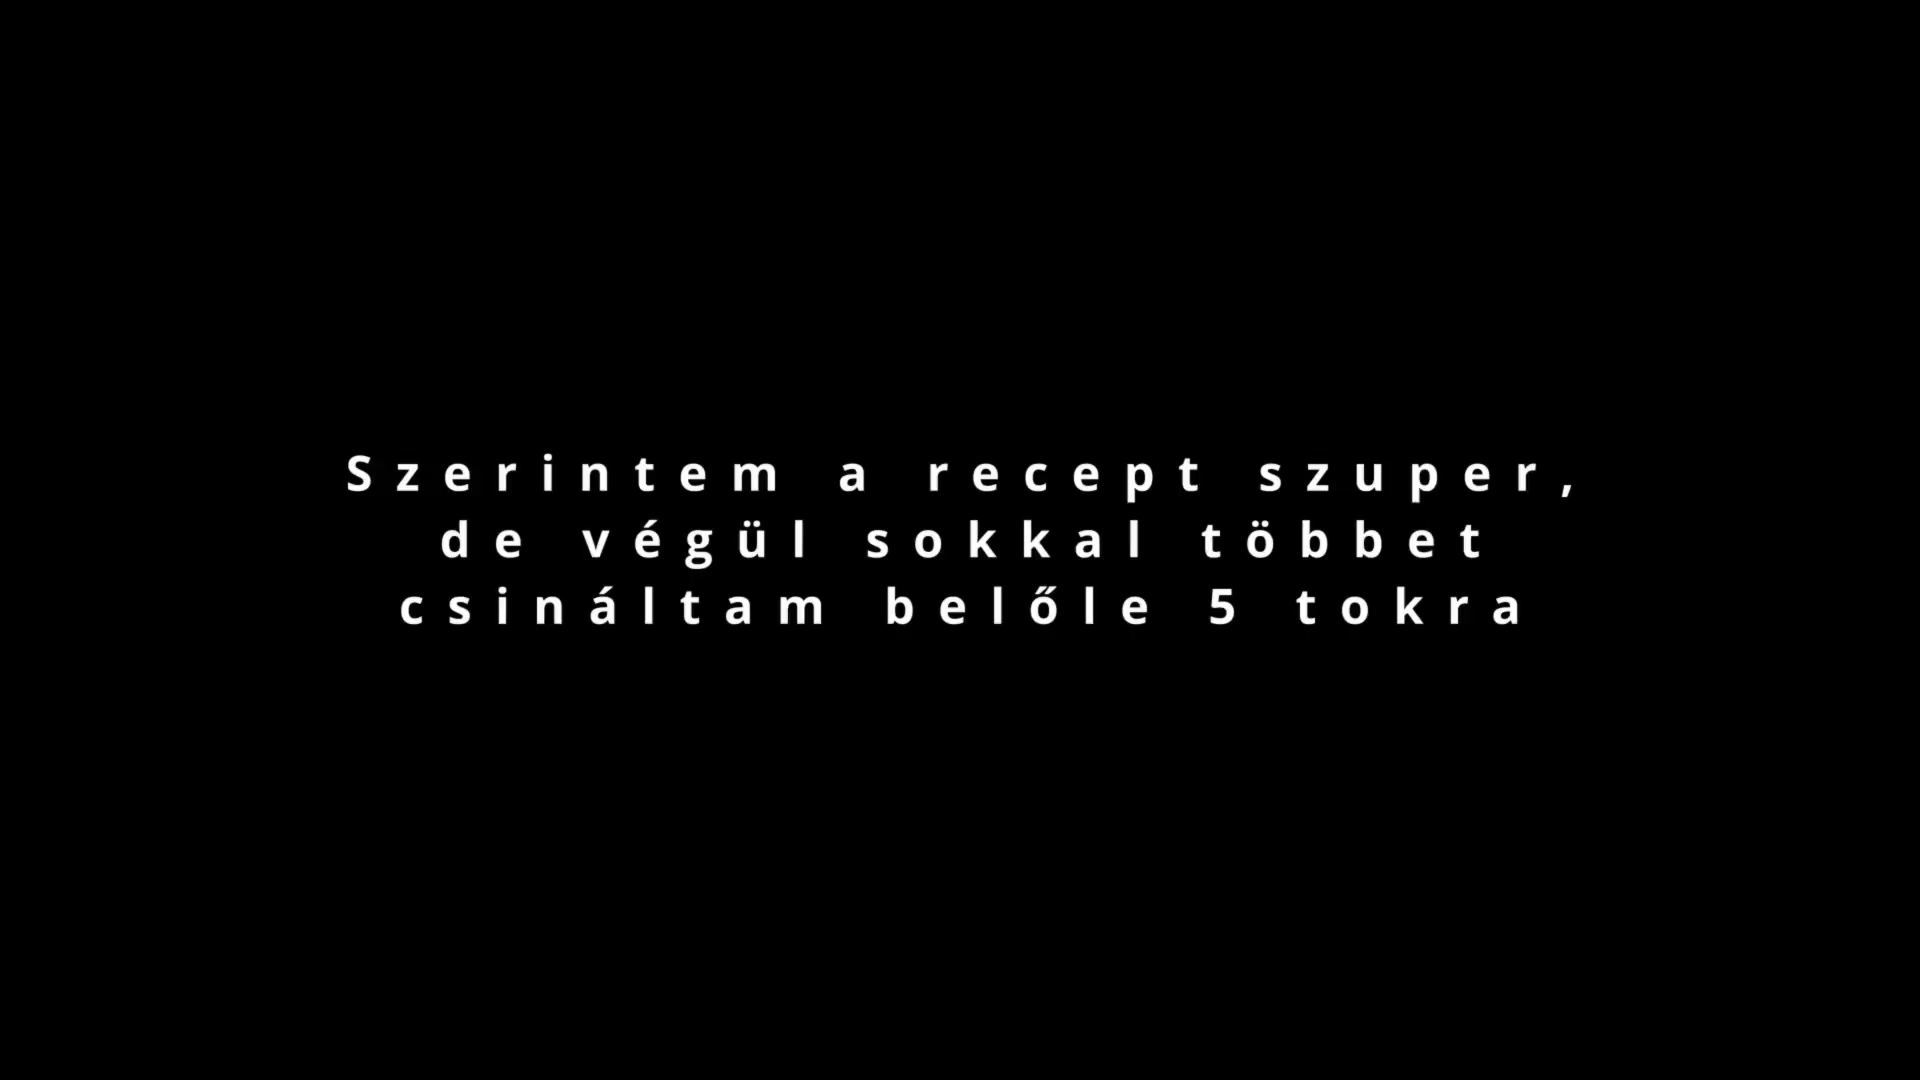 Szerintem a recept szuper,
de végül sokkal többet
csináltam belőle 5 tokra